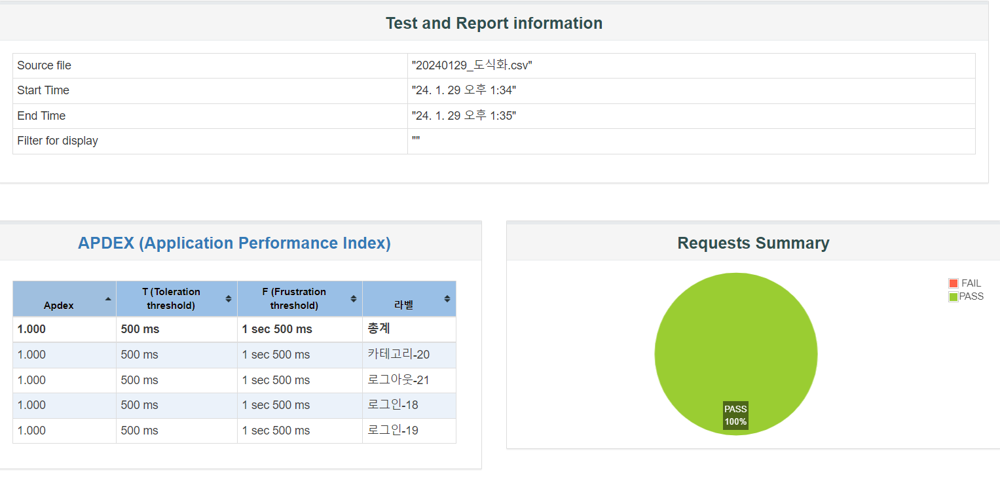 Test and Report information
Source file "20240129_도식화.csv"
Start Time "24. 1. 29 오후 1:34"
End Time "24. 1. 29 오후 1:35"
Filter for display ""
APDEX (Application Performance Index)
Apdex T (Toleration threshold) F (Frustration threshold) 라벨
1.000 500 ms 1 sec 500 ms 총계
1.000 500 ms 1 sec 500 ms 카테고리-20
1.000 500 ms 1 sec 500 ms 로그아웃-21
1.000 500 ms 1 sec 500 ms 로그인-18
1.000 500 ms 1 sec 500 ms 로그인-19
Requests Summary
FAIL
PASS
PASS
100%